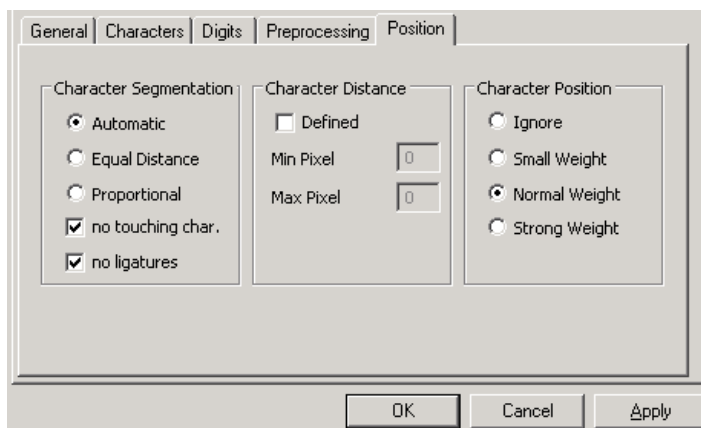 General Characters Digits Preprocessing Position
Character Segmentation
Automatic
Equal Distance
Proportional
no touching char.
no ligatures
Character Distance
Defined
Min Pixel 0
Max Pixel 0
Character Position
Ignore
Small Weight
Normal Weight
Strong Weight
OK Cancel Apply